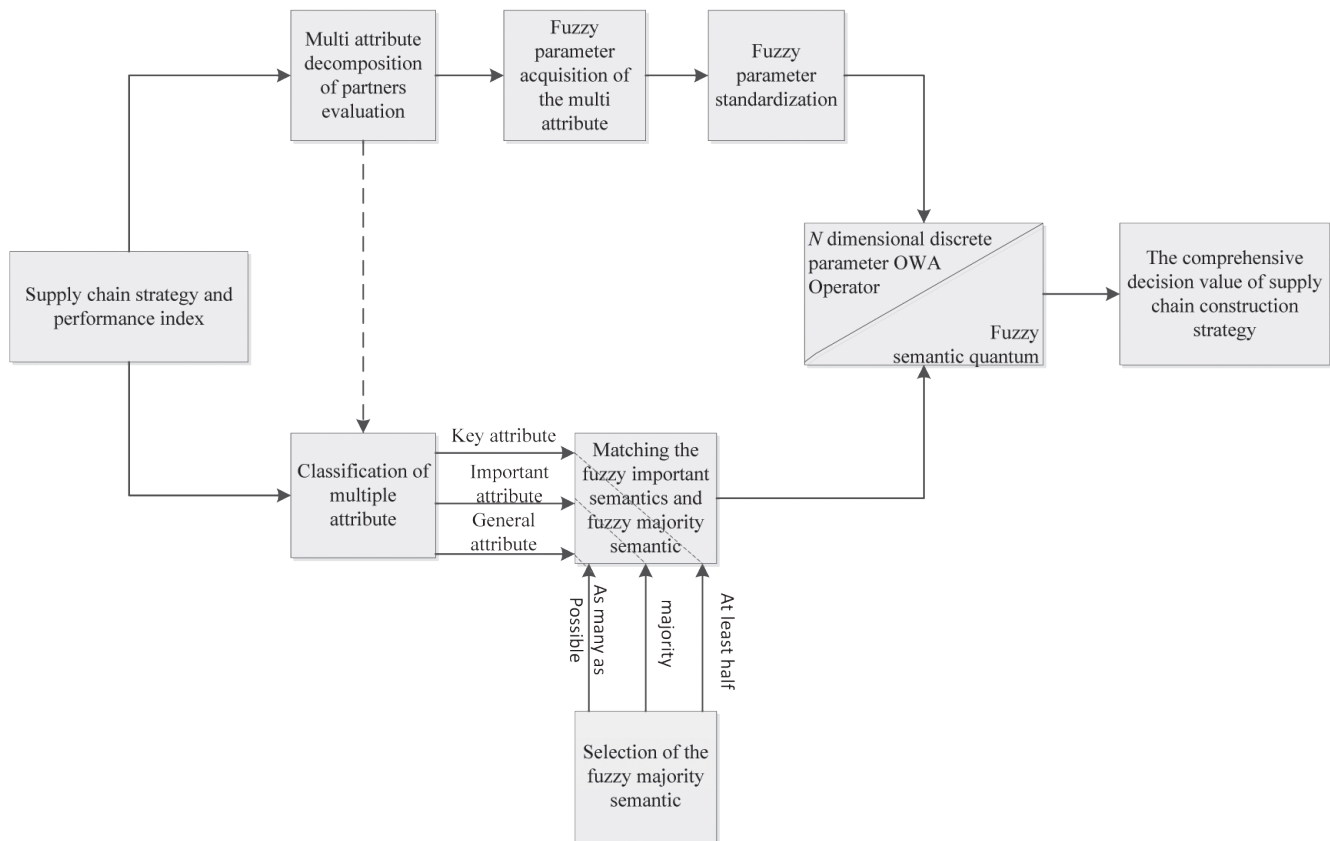 Multi attribute
decomposition
of partners
evaluation
Fuzzy
parameter
acquisition of
the multi
attribute
Fuzzy
parameter
standardization
Supply chain strategy and
performance index
N dimensional discrete
parameter OWA
Operator
Fuzzy
semantic quantum
The comprehensive
decision value of supply
chain construction
strategy
Classification of
multiple
attribute
Key attribute
Important
attribute
General
attribute
Matching the
fuzzy important
semantics and
fuzzy majority
semantic
As many as
Possible
majority
At least half
Selection of the
fuzzy majority
semantic